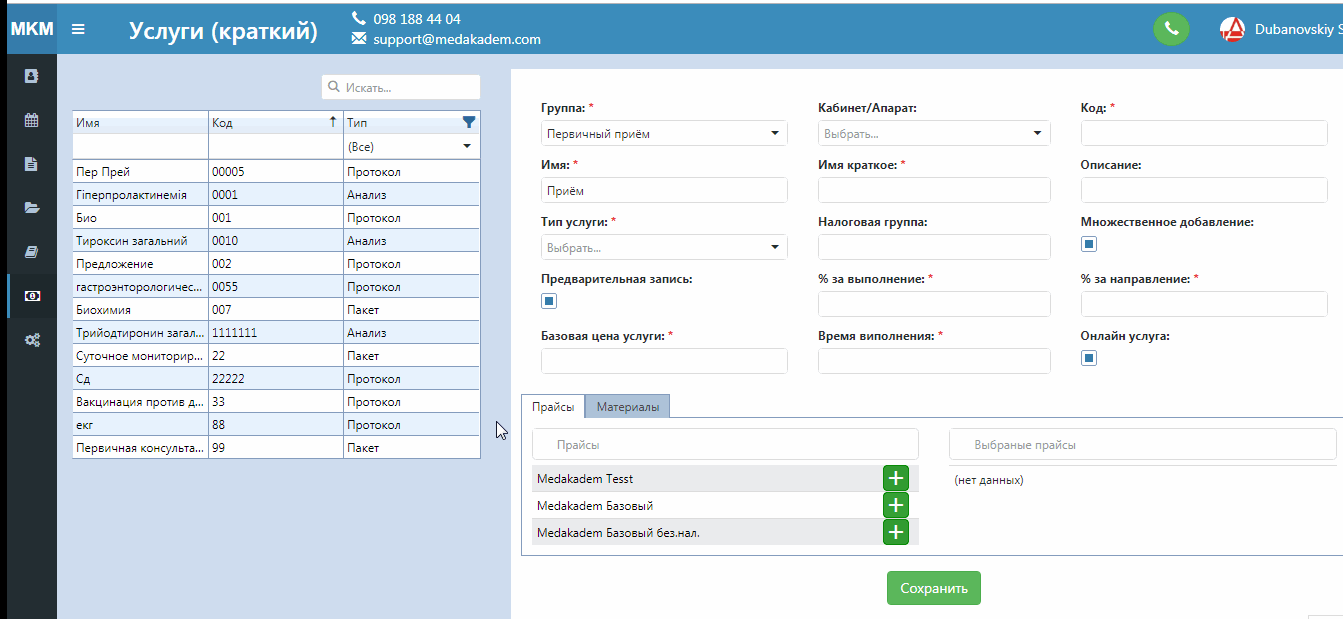 МКМ
Услуги (краткий)
098 188 44 04
support@medakadem.com
Dubanovskiy S
Искать...
Имя Код Тип
(Все)
Пер Прей 00005 Протокол
Гіперпролактинемія 0001 Анализ
Био 001 Протокол
Тироксин загальний 0010 Анализ
Предложение 002 Протокол
гастроэнторологичес... 0055 Протокол
Биохимия 007 Пакет
Трийодтиронин загал... 1111111 Анализ
Суточное мониторир... 22 Пакет
Сд 22222 Протокол
Вакцинация против д... 33 Протокол
екг 88 Протокол
Первичная консульта... 99 Пакет
Группа: * Кабинет/Апарат: Код: *
Первичный приём Выбрать...
Имя: * Имя краткое: * Описание:
Приём
Тип услуги: * Налоговая группа: Множественное добавление:
Выбрать...
Предварительная запись: % за выполнение: * % за направление: *
Базовая цена услуги: * Время виполнения: * Онлайн услуга:
Прайсы Материалы
Прайсы Выбраные прайсы
Medakadem Tesst (нет данных)
Medakadem Базовый
Medakadem Базовый без.нал.
Сохранить